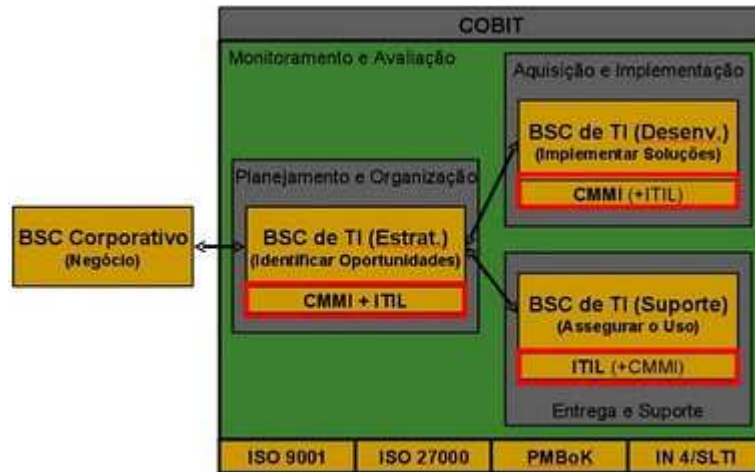 COBIT
Monitoramento e Avaliação
Aquisição e Implementação
BSC de TI (Desenv.)
(Implementar Soluções)
CMMI (+ITIL)
Planejamento e Organização
BSC Corporativo
(Negócio)
BSC de TI (Estrat.)
(Identificar Oportunidades)
CMMI + ITIL
BSC de TI (Suporte)
(Assegurar o Uso)
ITIL (+CMMI)
Entrega e Suporte
ISO 9001 ISO 27000 PMBoK IN 4/SLTI